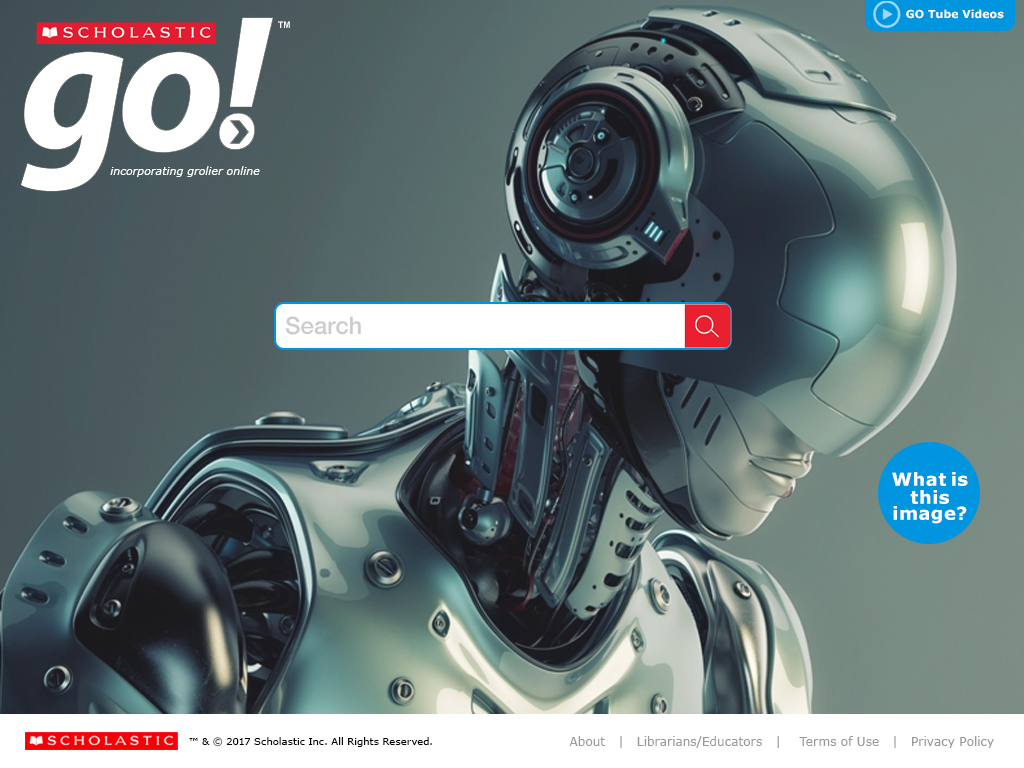 SCHOLASTIC
go!™
incorporating grolier online
GO Tube Videos
Search
What is
this
image?
SCHOLASTIC ™ & © 2017 Scholastic Inc. All Rights Reserved.
About | Librarians/Educators | Terms of Use | Privacy Policy